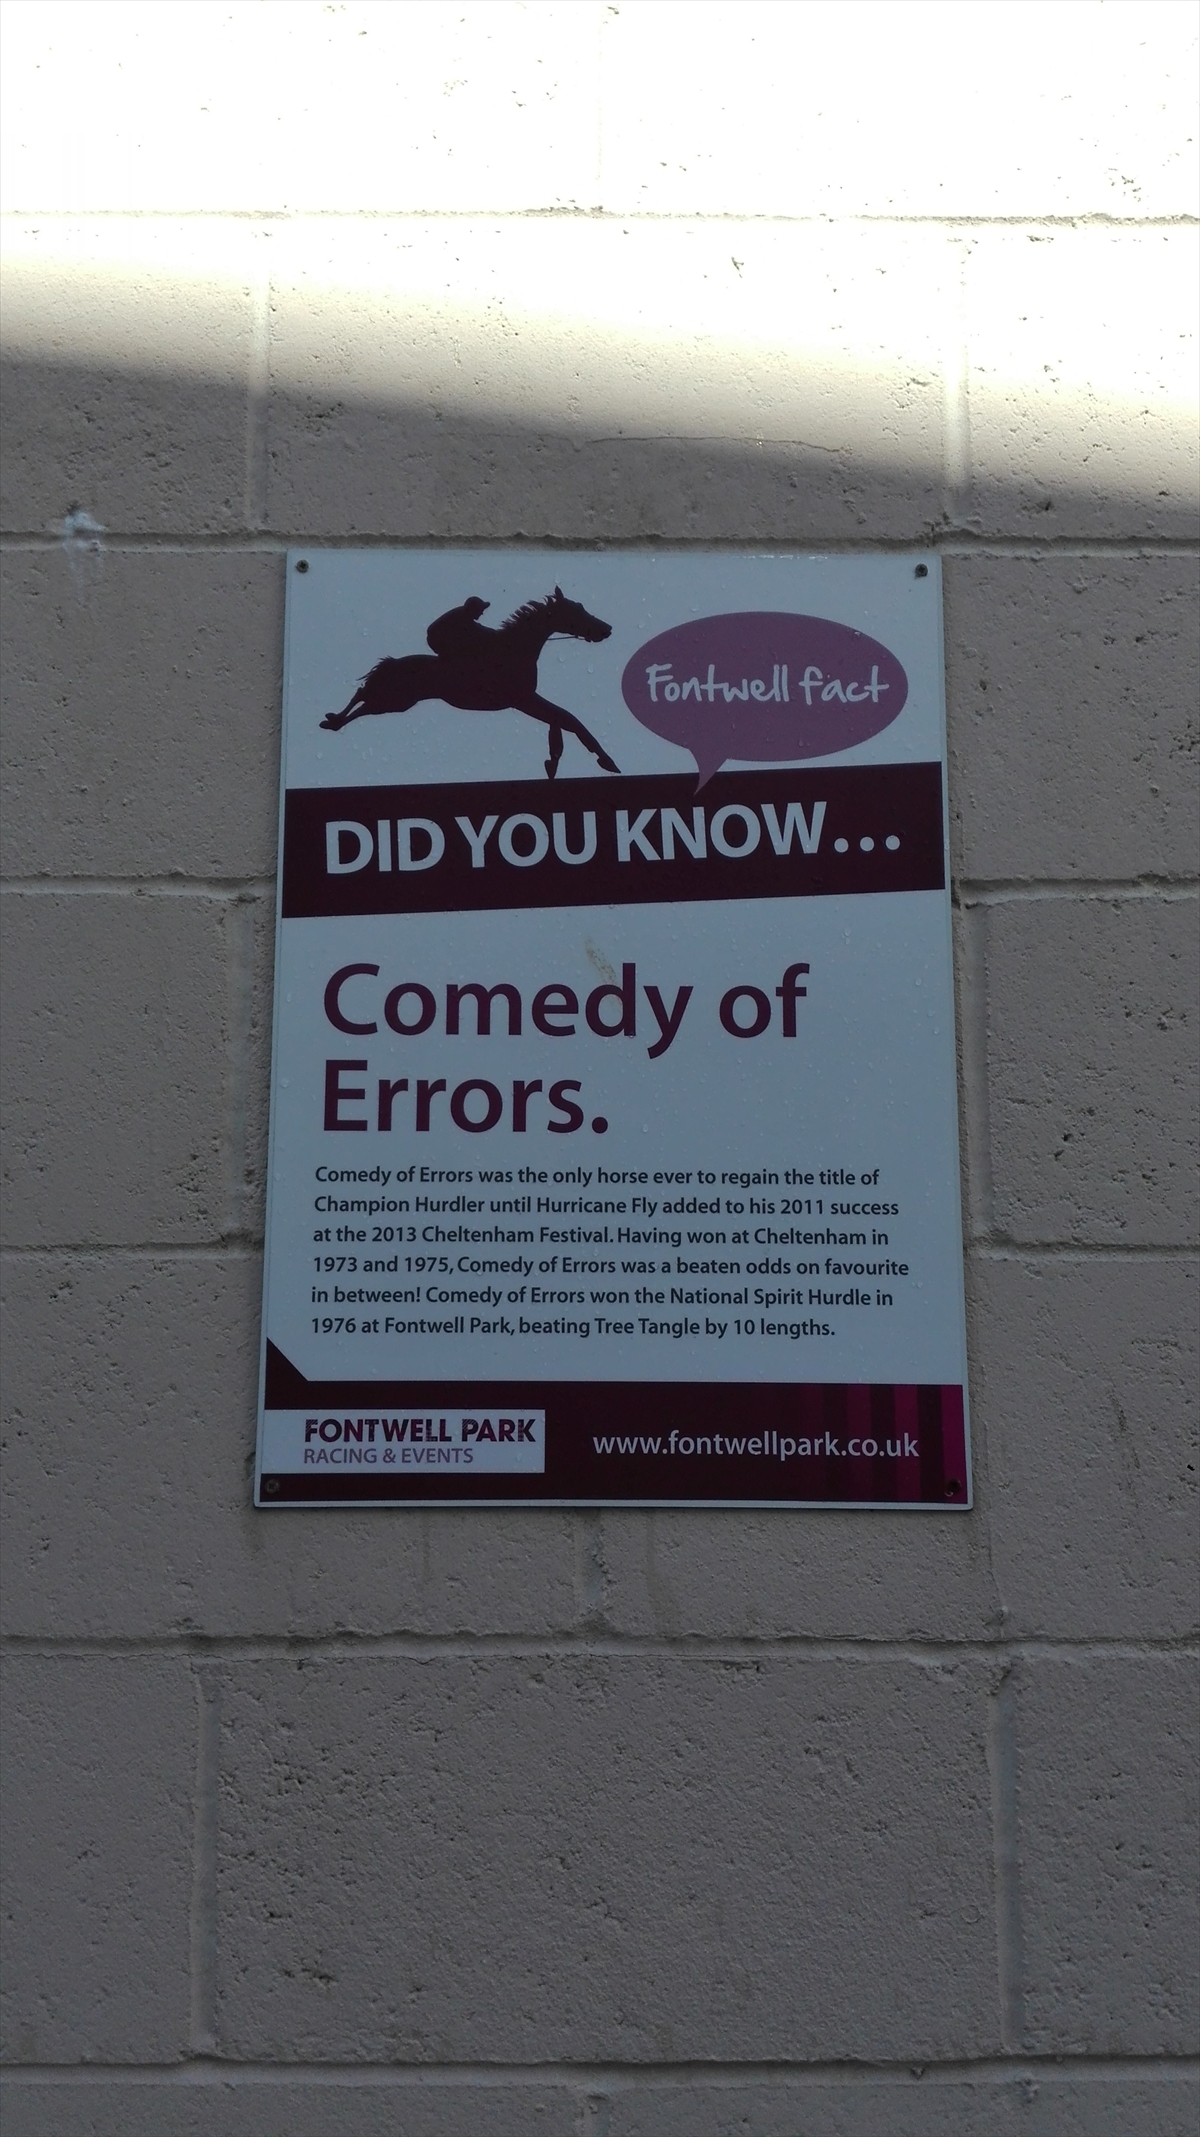 Fontwell fact
DID YOU KNOW...
Comedy of
Errors.
Comedy of Errors was the only horse ever to regain the title of
Champion Hurdler until Hurricane Fly added to his 2011 success
at the 2013 Cheltenham Festival. Having won at Cheltenham in
1973 and 1975, Comedy of Errors was a beaten odds on favourite
in between! Comedy of Errors won the National Spirit Hurdle in
1976 at Fontwell Park, beating Tree Tangle by 10 lengths.
FONTWELL PARK
RACING & EVENTS
www.fontwellpark.co.uk